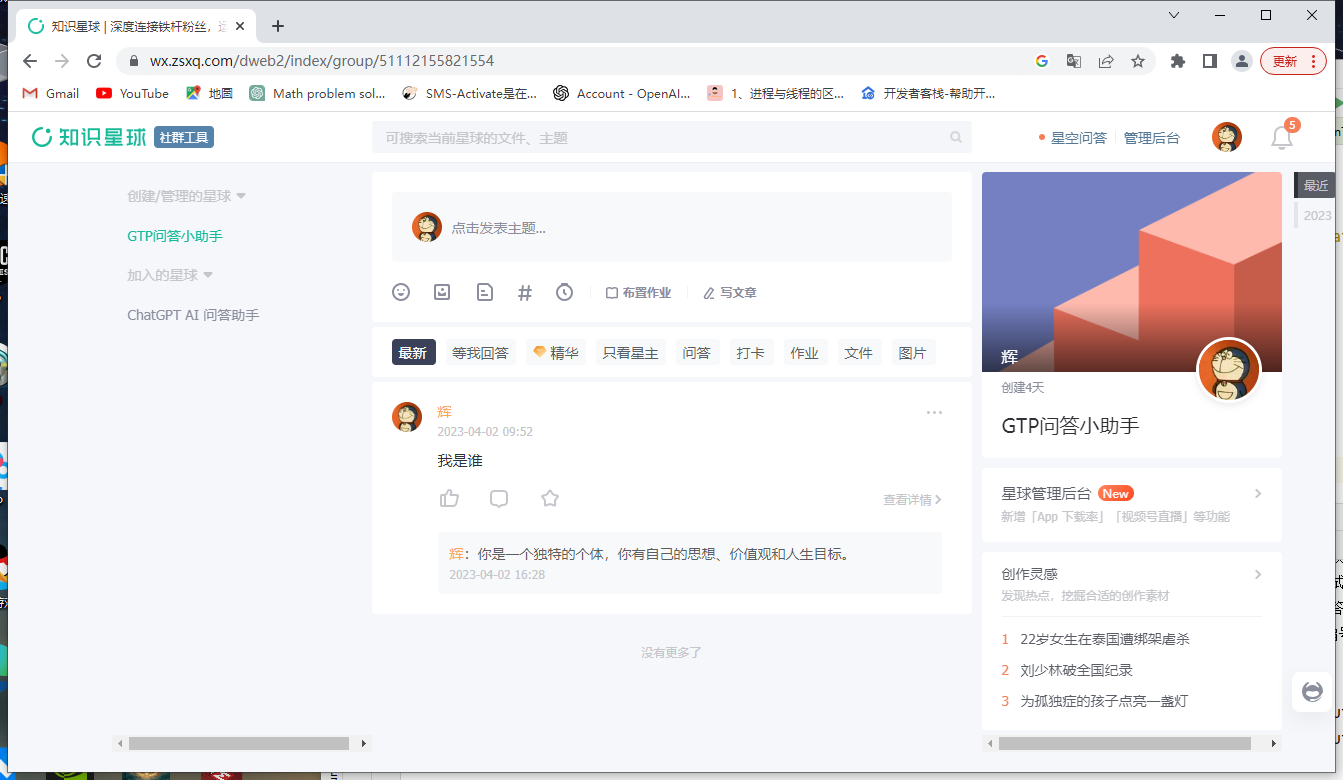 知识星球 | 深度连接铁杆粉丝，运
wx.zsxq.com/dweb2/index/group/51112155821554
更新
Gmail
YouTube
地圖
Math problem sol...
SMS-Activate是在...
Account - OpenAI...
1、进程与线程的区...
开发者客栈-帮助开...
知识星球 社群工具
可搜索当前星球的文件、主题
星空问答
管理后台
5
创建/管理的星球
GTP问答小助手
加入的星球
ChatGPT AI 问答助手
点击发表主题...
布置作业
写文章
最新
等我回答
精华
只看星主
问答
打卡
作业
文件
图片
辉
2023-04-02 09:52
我是谁
查看详情
辉：你是一个独特的个体，你有自己的思想、价值观和人生目标。
2023-04-02 16:28
没有更多了
辉
创建4天
GTP问答小助手
星球管理后台 New
新增「App 下载率」「视频号直播」等功能
创作灵感
发现热点，挖掘合适的创作素材
1 22岁女生在泰国遭绑架虐杀
2 刘少林破全国纪录
3 为孤独症的孩子点亮一盏灯
最近
2023